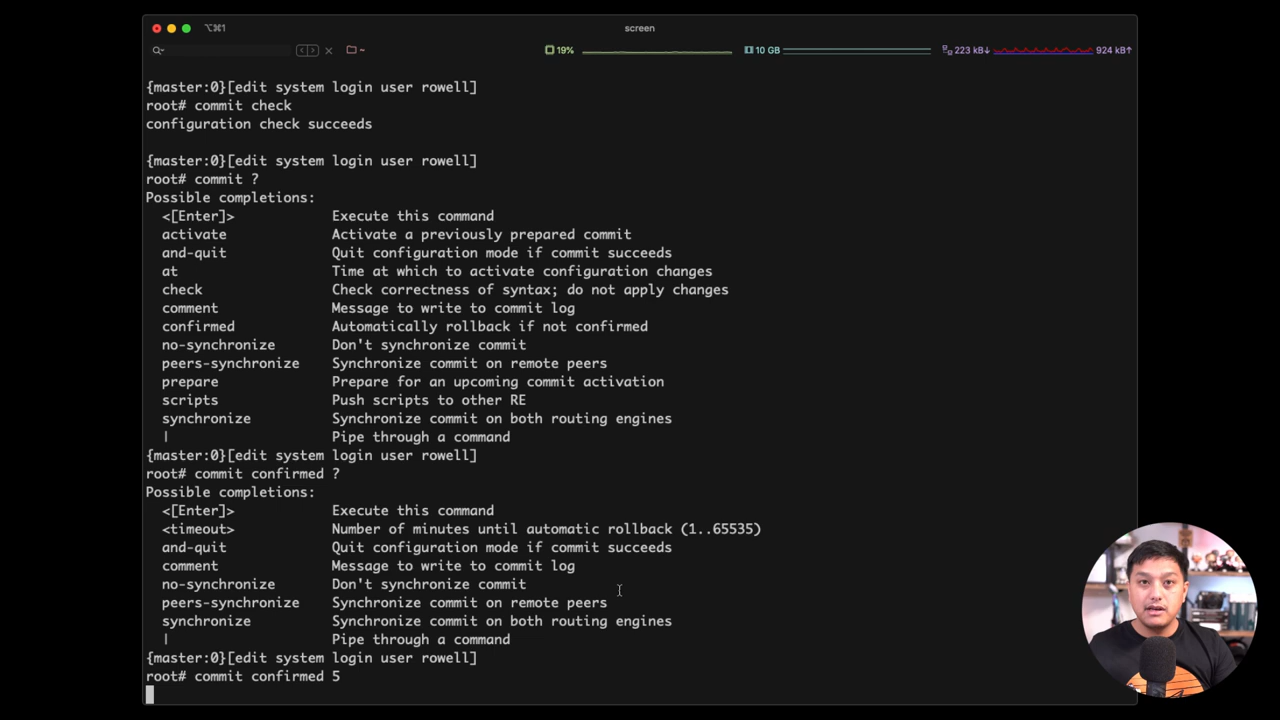 ⌥⌘1
screen
~
19%
10 GB
223 kB↓
924 kB↑
{master:0}[edit system login user rowell]
root# commit check
configuration check succeeds
{master:0}[edit system login user rowell]
root# commit ?
Possible completions:
<[Enter]> Execute this command
activate Activate a previously prepared commit
and-quit Quit configuration mode if commit succeeds
at Time at which to activate configuration changes
check Check correctness of syntax; do not apply changes
comment Message to write to commit log
confirmed Automatically rollback if not confirmed
no-synchronize Don't synchronize commit
peers-synchronize Synchronize commit on remote peers
prepare Prepare for an upcoming commit activation
scripts Push scripts to other RE
synchronize Synchronize commit on both routing engines
| Pipe through a command
{master:0}[edit system login user rowell]
root# commit confirmed ?
Possible completions:
<[Enter]> Execute this command
<timeout> Number of minutes until automatic rollback (1..65535)
and-quit Quit configuration mode if commit succeeds
comment Message to write to commit log
no-synchronize Don't synchronize commit
peers-synchronize Synchronize commit on remote peers
synchronize Synchronize commit on both routing engines
| Pipe through a command
{master:0}[edit system login user rowell]
root# commit confirmed 5